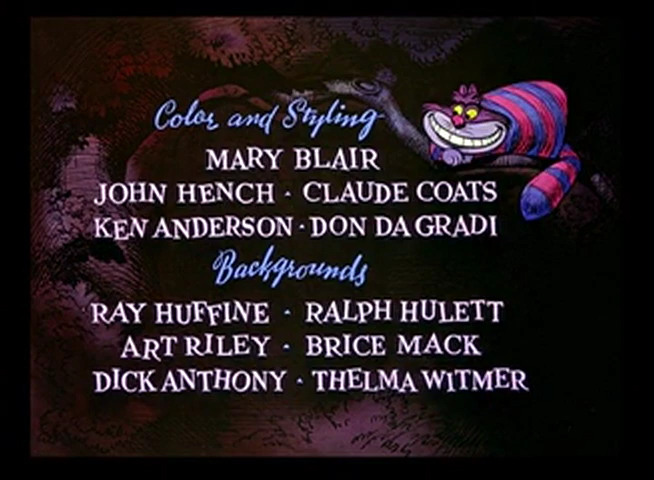 Color and Styling
MARY BLAIR
JOHN HENCH · CLAUDE COATS
KEN ANDERSON · DON DA GRADI
Backgrounds
RAY HUFFINE · RALPH HULETT
ART RILEY · BRICE MACK
DICK ANTHONY · THELMA WITMER